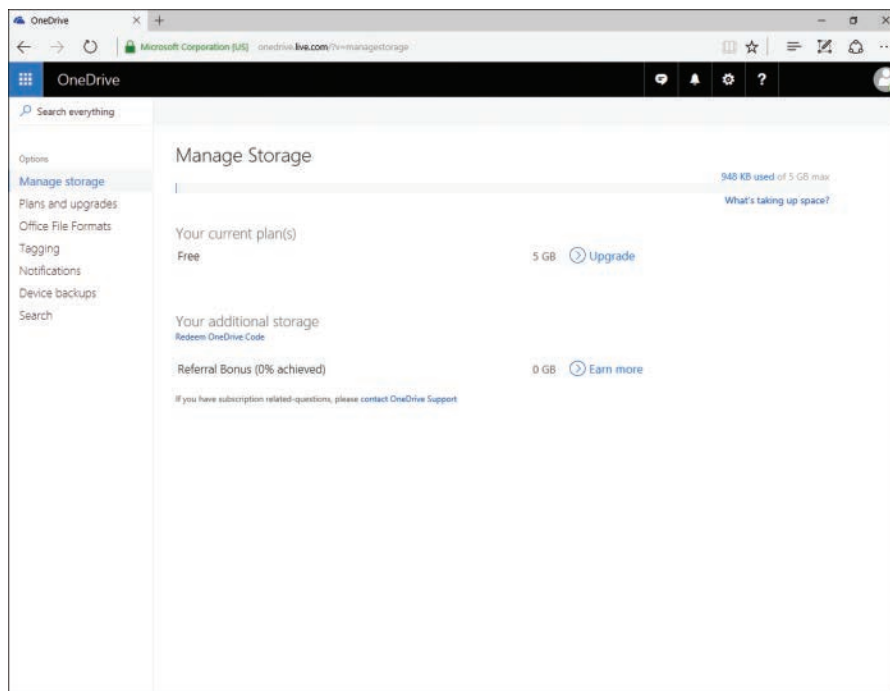 OneDrive
Microsoft Corporation [US] onedrive.live.com/?v=managestorage
OneDrive
?
Search everything
Options
Manage storage
Plans and upgrades
Office File Formats
Tagging
Notifications
Device backups
Search
Manage Storage
948 KB used of 5 GB max
What's taking up space?
Your current plan(s)
Free 5 GB Upgrade
Your additional storage
Redeem OneDrive Code
Referral Bonus (0% achieved) 0 GB Earn more
If you have subscription related-questions, please contact OneDrive Support